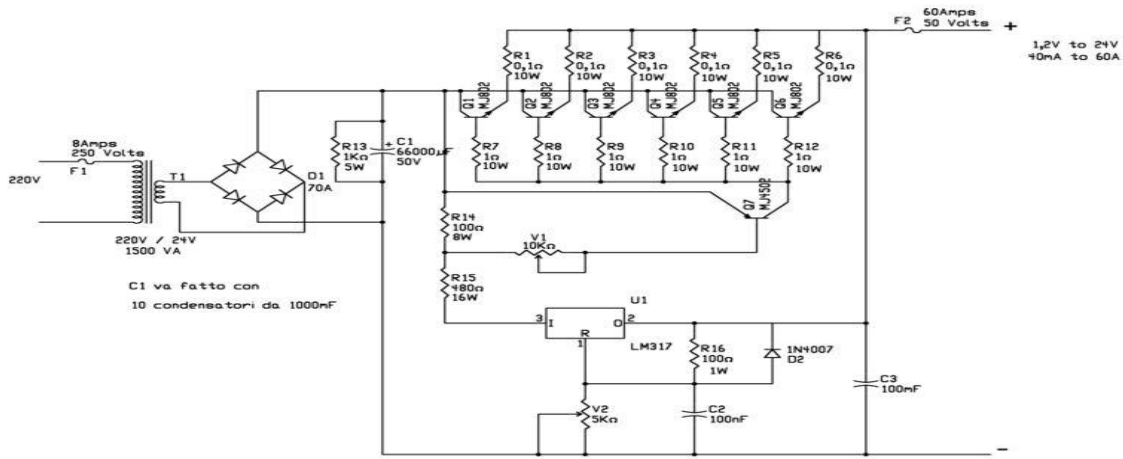 60Amps
50 Volts
F2
+
1,2V to 24V
40mA to 60A
R1
0,1Ω
10W
R2
0,1Ω
10W
R3
0,1Ω
10W
R4
0,1Ω
10W
R5
0,1Ω
10W
R6
0,1Ω
10W
Q1
MJ802
Q2
MJ802
Q3
MJ802
Q4
MJ802
Q5
MJ802
Q6
MJ802
8Amps
250 Volts
F1
220V
T1
D1
70A
220V / 24V
1500 VA
R13
1KΩ
5W
+
C1
66000µF
50V
R7
1Ω
10W
R8
1Ω
10W
R9
1Ω
10W
R10
1Ω
10W
R11
1Ω
10W
R12
1Ω
10W
Q7
MJ4502
R14
100Ω
8W
V1
10KΩ
R15
480Ω
16W
C1 va fatto con
10 condensatori da 1000mF
U1
3 I
O 2
R
1
LM317
R16
100Ω
1W
1N4007
D2
C3
100mF
V2
5KΩ
C2
100nF
-